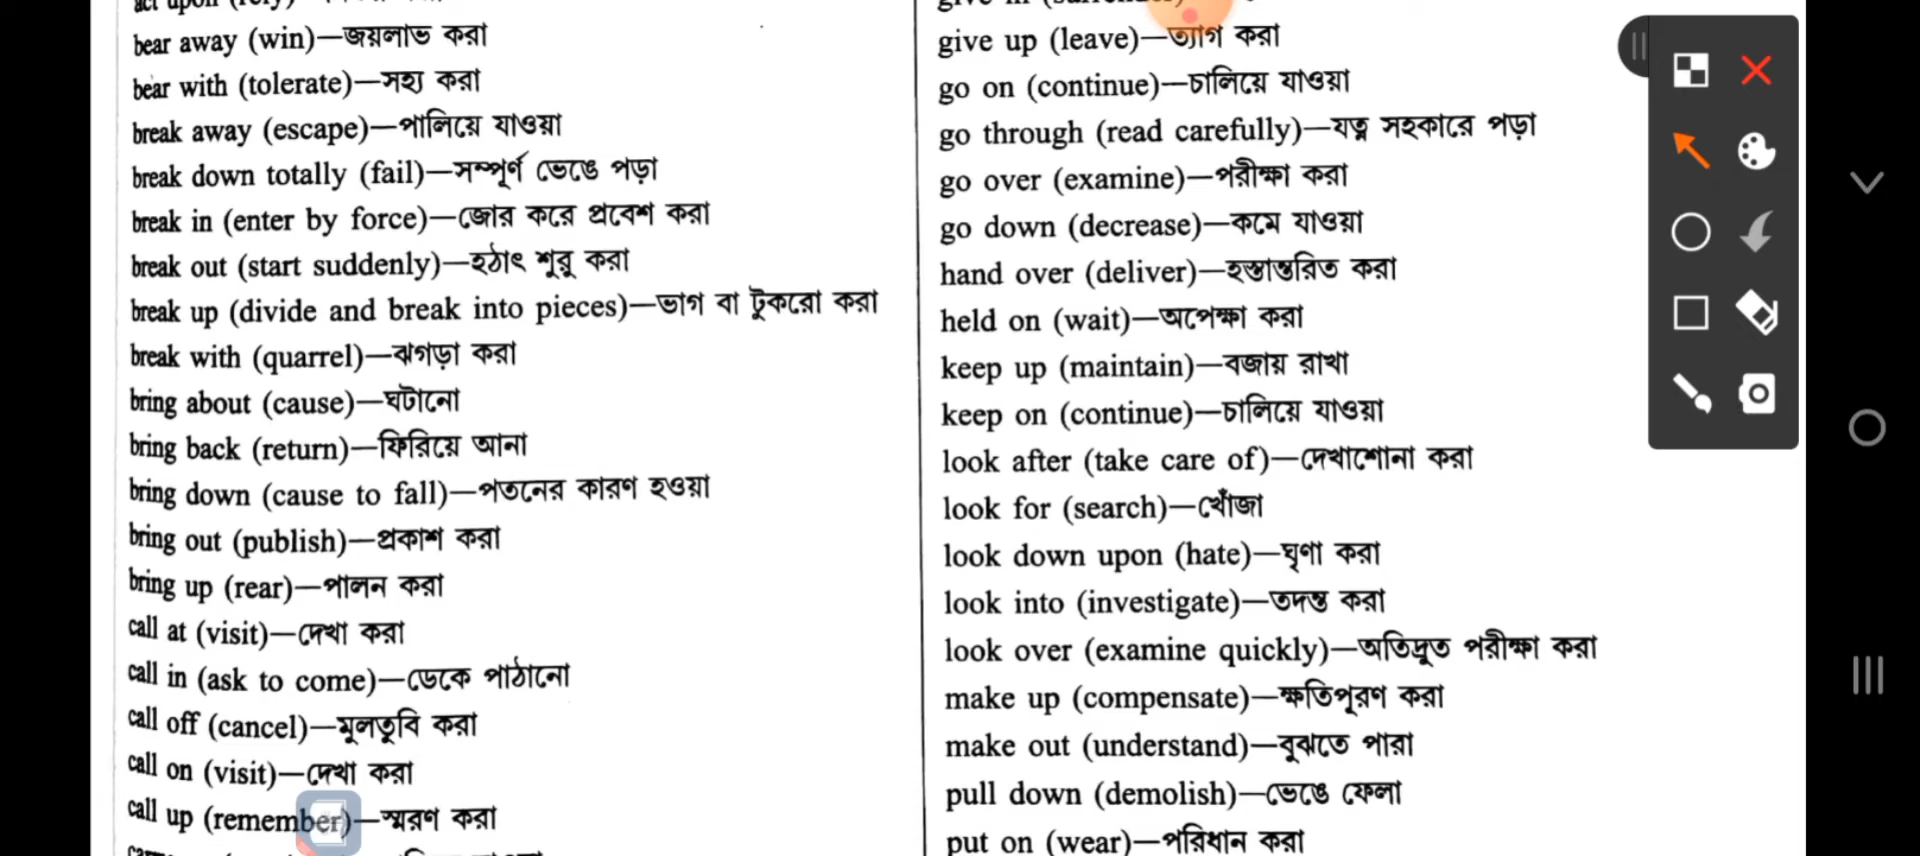 bear away (win)—জয়লাভ করা
bear with (tolerate)—সহ্য করা
break away (escape)—পালিয়ে যাওয়া
break down totally (fail)—সম্পূর্ণ ভেঙে পড়া
break in (enter by force)—জোর করে প্রবেশ করা
break out (start suddenly)—হঠাৎ শুরু করা
break up (divide and break into pieces)—ভাগ বা টুকরো করা
break with (quarrel)—ঝগড়া করা
bring about (cause)—ঘটানো
bring back (return)—ফিরিয়ে আনা
bring down (cause to fall)—পতনের কারণ হওয়া
bring out (publish)—প্রকাশ করা
bring up (rear)—পালন করা
call at (visit)—দেখা করা
call in (ask to come)—ডেকে পাঠানো
call off (cancel)—মুলতুবি করা
call on (visit)—দেখা করা
call up (remember)—স্মরণ করা
give up (leave)—ত্যাগ করা
go on (continue)—চালিয়ে যাওয়া
go through (read carefully)—যত্ন সহকারে পড়া
go over (examine)—পরীক্ষা করা
go down (decrease)—কমে যাওয়া
hand over (deliver)—হস্তান্তরিত করা
held on (wait)—অপেক্ষা করা
keep up (maintain)—বজায় রাখা
keep on (continue)—চালিয়ে যাওয়া
look after (take care of)—দেখাশোনা করা
look for (search)—খোঁজা
look down upon (hate)—ঘৃণা করা
look into (investigate)—তদন্ত করা
look over (examine quickly)—অতিদ্রুত পরীক্ষা করা
make up (compensate)—ক্ষতিপূরণ করা
make out (understand)—বুঝতে পারা
pull down (demolish)—ভেঙে ফেলা
put on (wear)—পরিধান করা